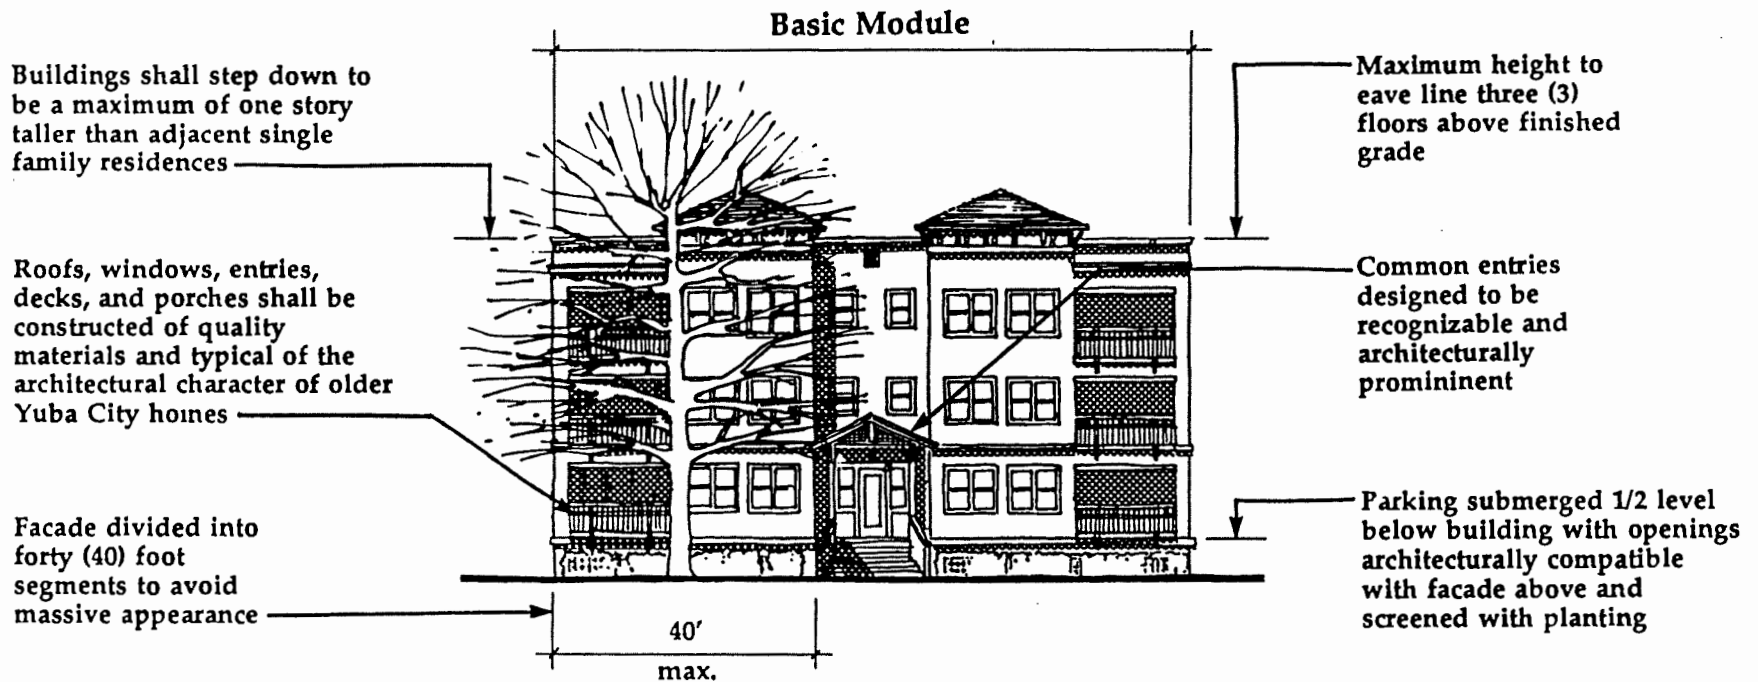 Basic Module
Buildings shall step down to
be a maximum of one story
taller than adjacent single
family residences
Roofs, windows, entries,
decks, and porches shall be
constructed of quality
materials and typical of the
architectural character of older
Yuba City homes
Facade divided into
forty (40) foot
segments to avoid
massive appearance
40'
max.
Maximum height to
eave line three (3)
floors above finished
grade
Common entries
designed to be
recognizable and
architecturally
promininent
Parking submerged 1/2 level
below building with openings
architecturally compatible
with facade above and
screened with planting